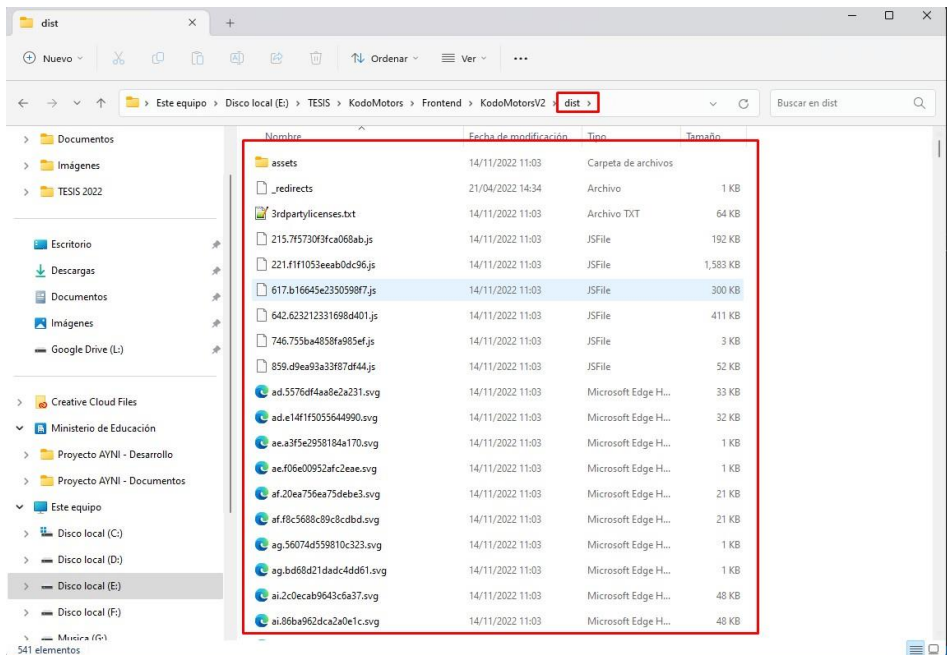 dist
Nuevo
Ordenar
Ver
Este equipo > Disco local (E:) > TESIS > KodoMotors > Frontend > KodoMotorsV2 > dist >
Buscar en dist
Documentos
Imágenes
TESIS 2022
Escritorio
Descargas
Documentos
Imágenes
Google Drive (L:)
Creative Cloud Files
Ministerio de Educación
Proyecto AYNI - Desarrollo
Proyecto AYNI - Documentos
Este equipo
Disco local (C:)
Disco local (D:)
Disco local (E:)
Disco local (F:)
Musica (G:)
Nombre Fecha de modificación Tipo Tamaño
assets 14/11/2022 11:03 Carpeta de archivos
_redirects 21/04/2022 14:34 Archivo 1 KB
3rdpartylicenses.txt 14/11/2022 11:03 Archivo TXT 64 KB
215.7f5730f3fca068ab.js 14/11/2022 11:03 JSFile 192 KB
221.f1f1053eeab0dc96.js 14/11/2022 11:03 JSFile 1,583 KB
617.b16645e2350598f7.js 14/11/2022 11:03 JSFile 300 KB
642.623212331698d401.js 14/11/2022 11:03 JSFile 411 KB
746.755ba4858fa985ef.js 14/11/2022 11:03 JSFile 3 KB
859.d9ea93a33f87df44.js 14/11/2022 11:03 JSFile 52 KB
ad.5576df4aa8e2a231.svg 14/11/2022 11:03 Microsoft Edge H... 33 KB
ad.e14f1f5055644990.svg 14/11/2022 11:03 Microsoft Edge H... 32 KB
ae.a3f5e2958184a170.svg 14/11/2022 11:03 Microsoft Edge H... 1 KB
ae.f06e00952afc2eae.svg 14/11/2022 11:03 Microsoft Edge H... 1 KB
af.20ea756ea75debe3.svg 14/11/2022 11:03 Microsoft Edge H... 21 KB
af.f8c5688c89c8cdbd.svg 14/11/2022 11:03 Microsoft Edge H... 21 KB
ag.56074d559810c323.svg 14/11/2022 11:03 Microsoft Edge H... 1 KB
ag.bd68d21dadc4dd61.svg 14/11/2022 11:03 Microsoft Edge H... 1 KB
ai.2c0ecab9643c6a37.svg 14/11/2022 11:03 Microsoft Edge H... 48 KB
ai.86ba962dca2a0e1c.svg 14/11/2022 11:03 Microsoft Edge H... 48 KB
541 elementos